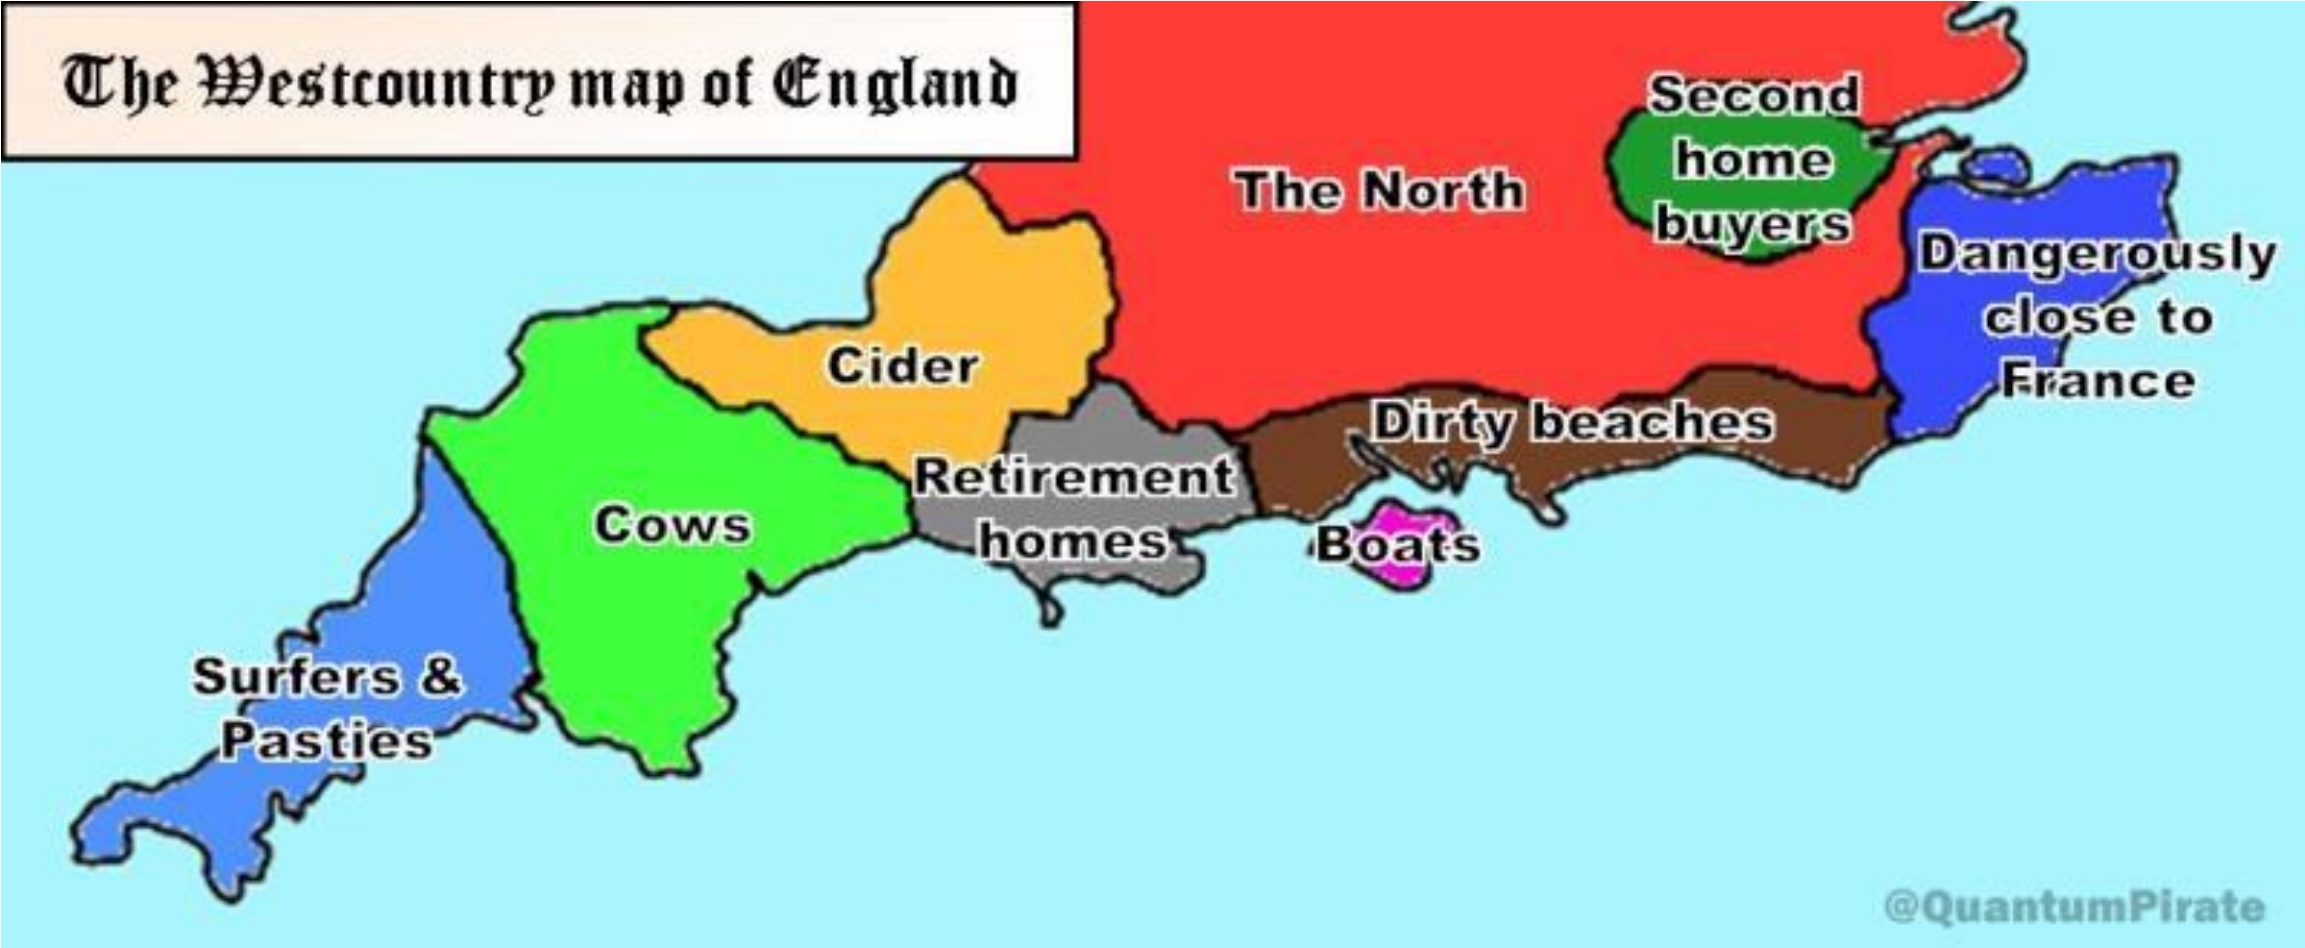 The Westcountry map of England
Second
home
buyers
The North
Dangerously
close to
France
Cider
Dirty beaches
Retirement
homes
Cows
Boats
Surfers &
Pasties
@QuantumPirate